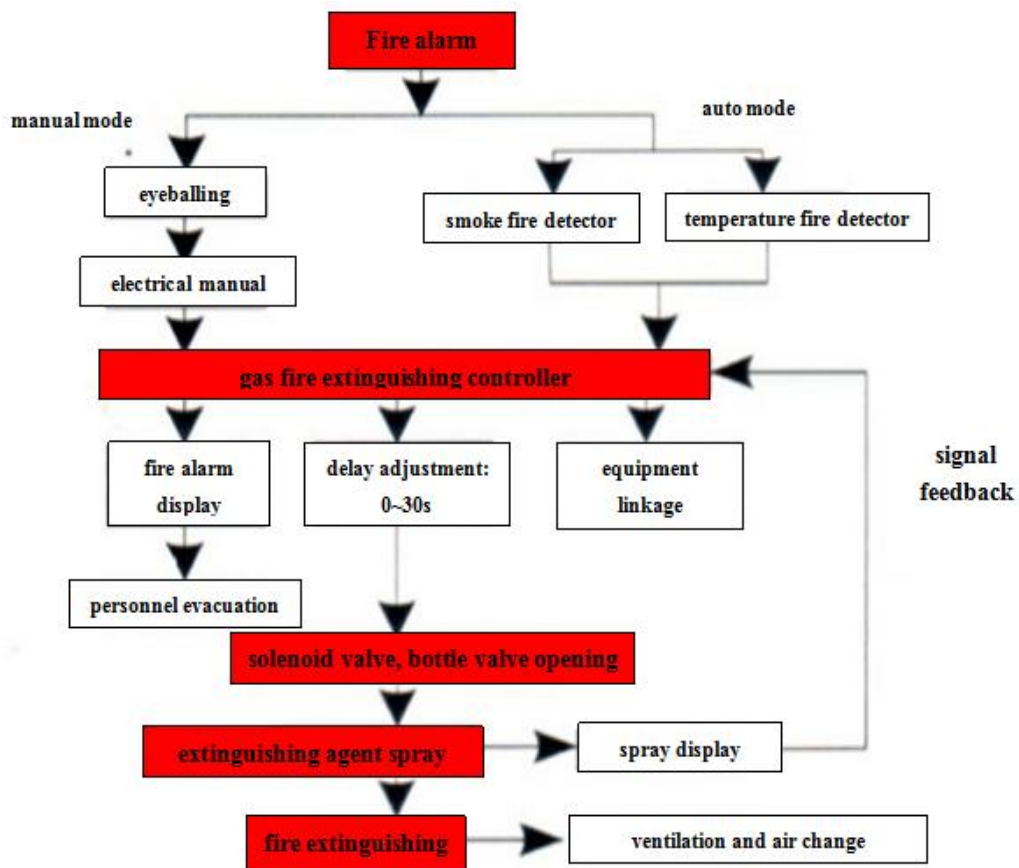 Fire alarm
manual mode
auto mode
eyeballing
smoke fire detector
temperature fire detector
electrical manual
gas fire extinguishing controller
fire alarm
display
delay adjustment:
0~30s
equipment
linkage
signal
feedback
personnel evacuation
solenoid valve, bottle valve opening
extinguishing agent spray
spray display
fire extinguishing
ventilation and air change